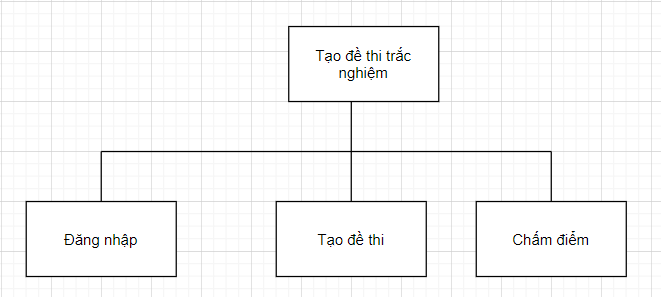 Tạo đề thi trắc
nghiệm
Đăng nhập
Tạo đề thi
Chấm điểm